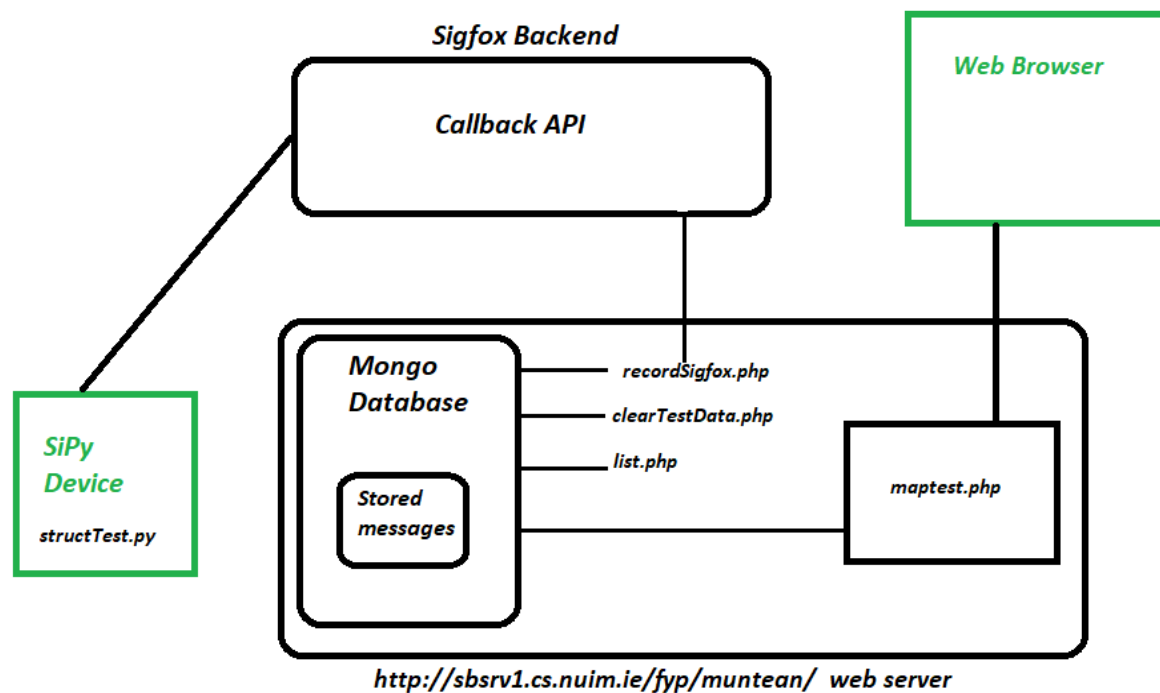 Sigfox Backend
Callback API
Web Browser
Mongo
Database
recordSigfox.php
clearTestData.php
list.php
Stored
messages
maptest.php
SiPy
Device
structTest.py
http://sbsrv1.cs.nuim.ie/fyp/muntean/ web server